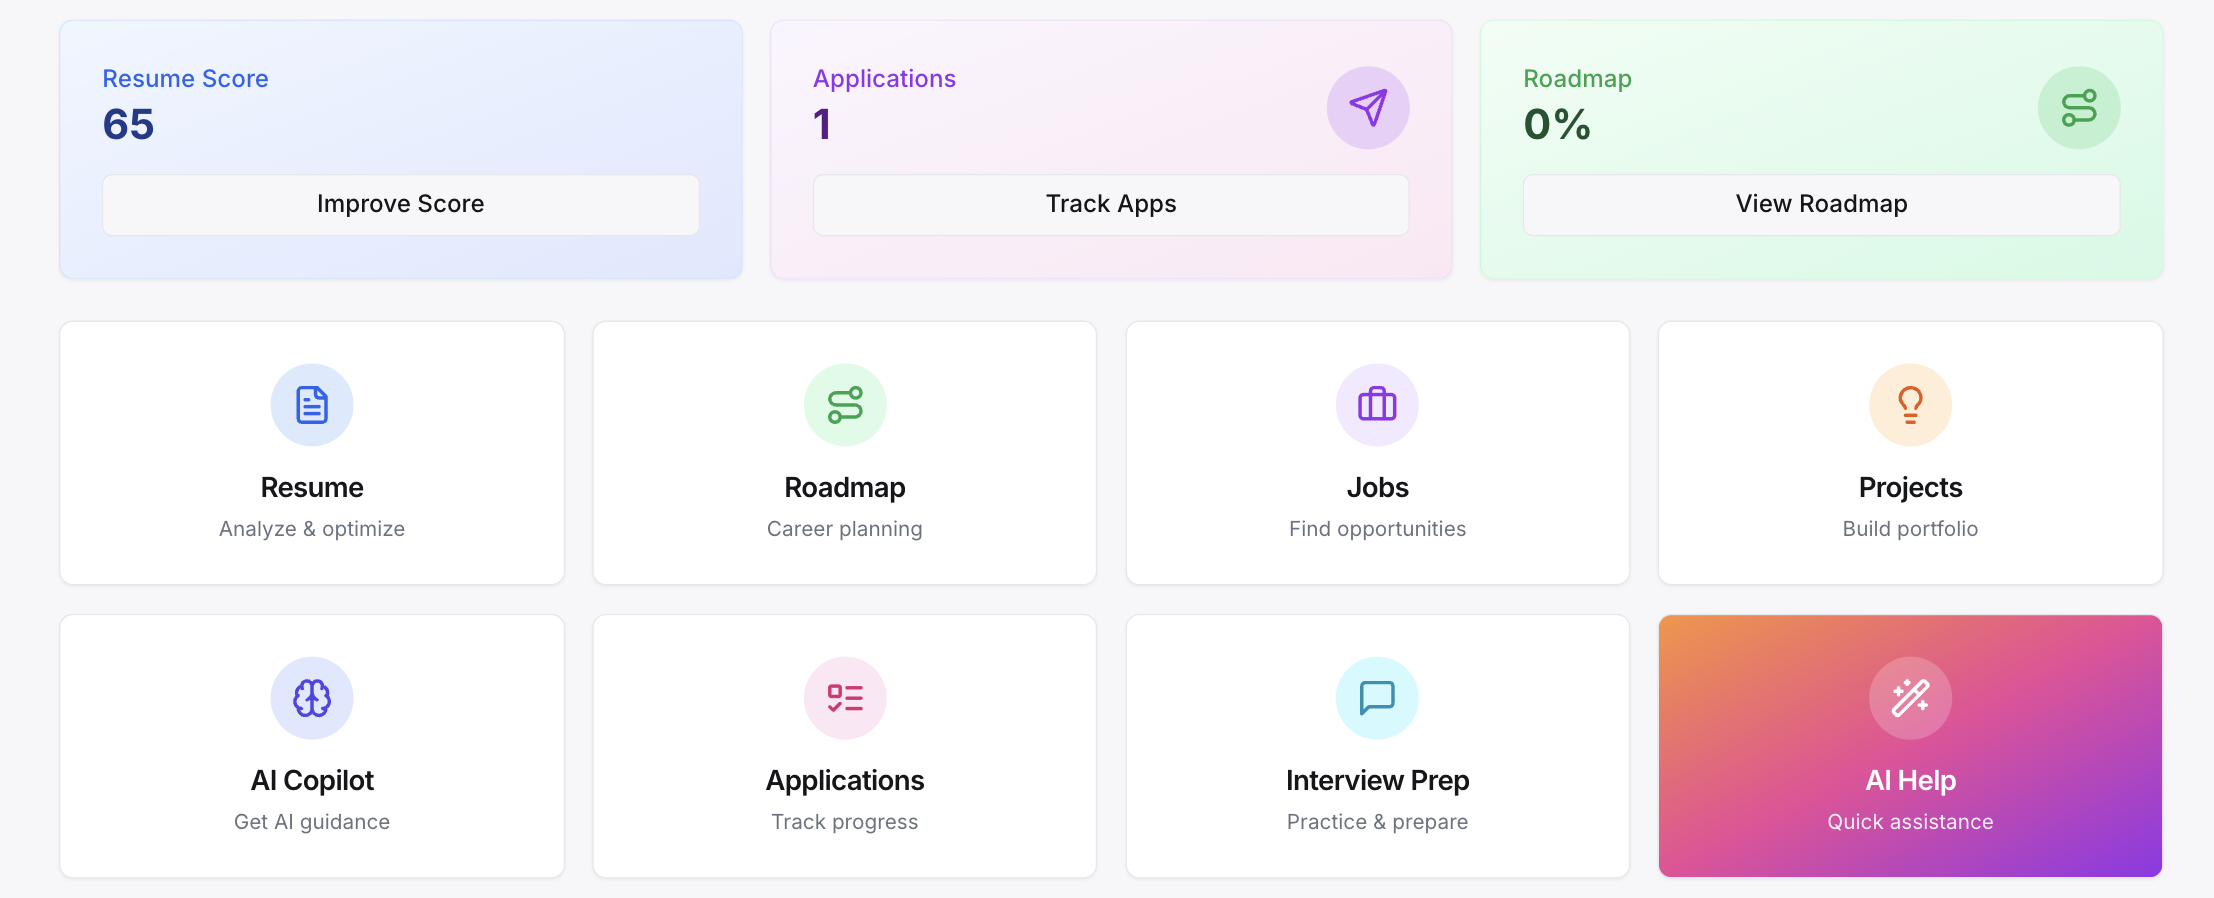 Resume Score
65
Improve Score
Applications
1
Track Apps
Roadmap
0%
View Roadmap
Resume
Analyze & optimize
Roadmap
Career planning
Jobs
Find opportunities
Projects
Build portfolio
AI Copilot
Get AI guidance
Applications
Track progress
Interview Prep
Practice & prepare
AI Help
Quick assistance